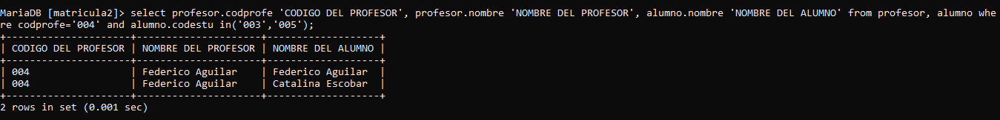 MariaDB [matricula2]> select profesor.codprofe 'CODIGO DEL PROFESOR', profesor.nombre 'NOMBRE DEL PROFESOR', alumno.nombre 'NOMBRE DEL ALUMNO' from profesor, alumno whe
re codprofe='004' and alumno.codestu in('003','005');
+---------------------+---------------------+-------------------+
| CODIGO DEL PROFESOR | NOMBRE DEL PROFESOR | NOMBRE DEL ALUMNO |
+---------------------+---------------------+-------------------+
| 004                 | Federico Aguilar    | Federico Aguilar  |
| 004                 | Federico Aguilar    | Catalina Escobar  |
+---------------------+---------------------+-------------------+
2 rows in set (0.001 sec)